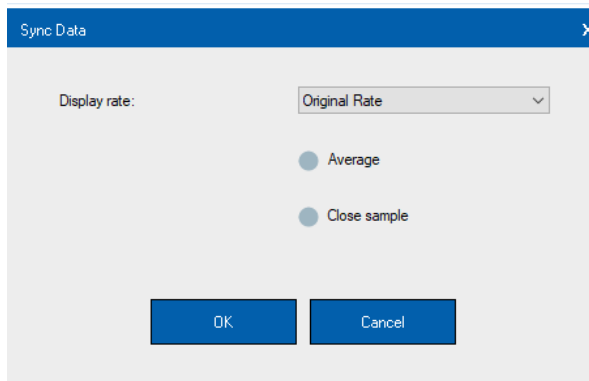 Sync Data X
Display rate: Original Rate
Average
Close sample
OK Cancel